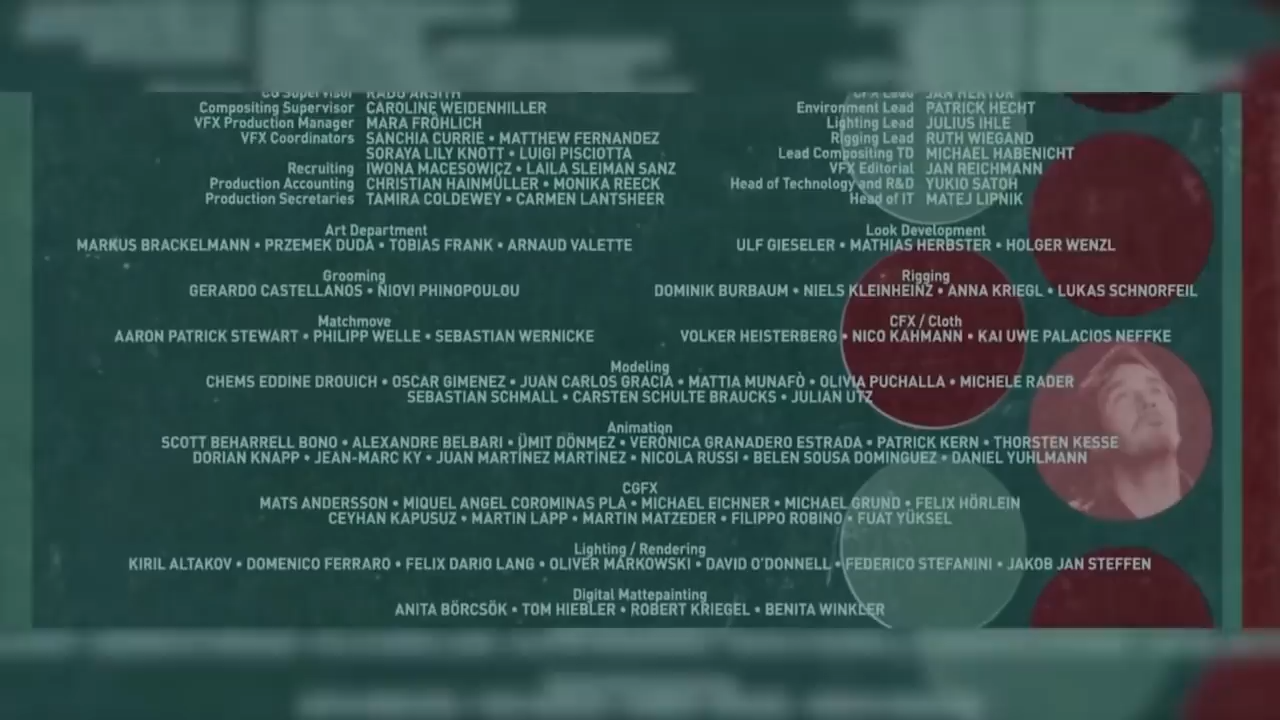 CG Supervisor RADU ARSITH
Compositing Supervisor CAROLINE WEIDENHILLER
VFX Production Manager MARA FRÖHLICH
VFX Coordinators SANCHIA CURRIE • MATTHEW FERNANDEZ
SORAYA LILY KNOTT • LUIGI PISCIOTTA
Recruiting IWONA MACESOWICZ • LAILA SLEIMAN SANZ
Production Accounting CHRISTIAN HAINMÜLLER • MONIKA REECK
Production Secretaries TAMIRA COLDEWEY • CARMEN LANTSHEER
CFX Lead JAN HERTOR
Environment Lead PATRICK HECHT
Lighting Lead JULIUS IHLE
Rigging Lead RUTH WIEGAND
Lead Compositing TD MICHAEL HABENICHT
VFX Editorial JAN REICHMANN
Head of Technology and R&D YUKIO SATOH
Head of IT MATEJ LIPNIK
Art Department
MARKUS BRACKELMANN • PRZEMEK DUDA • TOBIAS FRANK • ARNAUD VALETTE
Look Development
ULF GIESELER • MATHIAS HERBSTER • HOLGER WENZL
Grooming
GERARDO CASTELLANOS • NIOVI PHINOPOULOU
Rigging
DOMINIK BURBAUM • NIELS KLEINHEINZ • ANNA KRIEGL • LUKAS SCHNORFEIL
Matchmove
AARON PATRICK STEWART • PHILIPP WELLE • SEBASTIAN WERNICKE
CFX / Cloth
VOLKER HEISTERBERG • NICO KAHMANN • KAI UWE PALACIOS NEFFKE
Modeling
CHEMS EDDINE DROUICH • OSCAR GIMENEZ • JUAN CARLOS GRACIA • MATTIA MUNAFÒ • OLIVIA PUCHALLA • MICHELE RADER
SEBASTIAN SCHMALL • CARSTEN SCHULTE BRAUCKS • JULIAN UTZ
Animation
SCOTT BEHARRELL BONO • ALEXANDRE BELBARI • ÜMIT DÖNMEZ • VERÓNICA GRANADERO ESTRADA • PATRICK KERN • THORSTEN KESSE
DORIAN KNAPP • JEAN-MARC KY • JUAN MARTÍNEZ MARTÍNEZ • NICOLA RUSSI • BELEN SOUSA DOMINGUEZ • DANIEL YUHLMANN
CGFX
MATS ANDERSSON • MIQUEL ANGEL COROMINAS PLA • MICHAEL EICHNER • MICHAEL GRUND • FELIX HÖRLEIN
CEYHAN KAPUSUZ • MARTIN LAPP • MARTIN MATZEDER • FILIPPO ROBINO • FUAT YÜKSEL
Lighting / Rendering
KIRIL ALTAKOV • DOMENICO FERRARO • FELIX DARIO LANG • OLIVER MARKOWSKI • DAVID O'DONNELL • FEDERICO STEFANINI • JAKOB JAN STEFFEN
Digital Mattepainting
ANITA BÖRCSÖK • TOM HIEBLER • ROBERT KRIEGEL • BENITA WINKLER